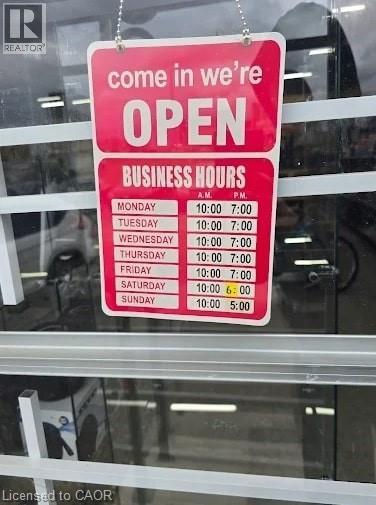 R
REALTOR
come in we're
OPEN
BUSINESS HOURS
A.M. P.M.
MONDAY 10:00 7:00
TUESDAY 10:00 7:00
WEDNESDAY 10:00 7:00
THURSDAY 10:00 7:00
FRIDAY 10:00 7:00
SATURDAY 10:00 6:00
SUNDAY 10:00 5:00
Licensed to CAOR